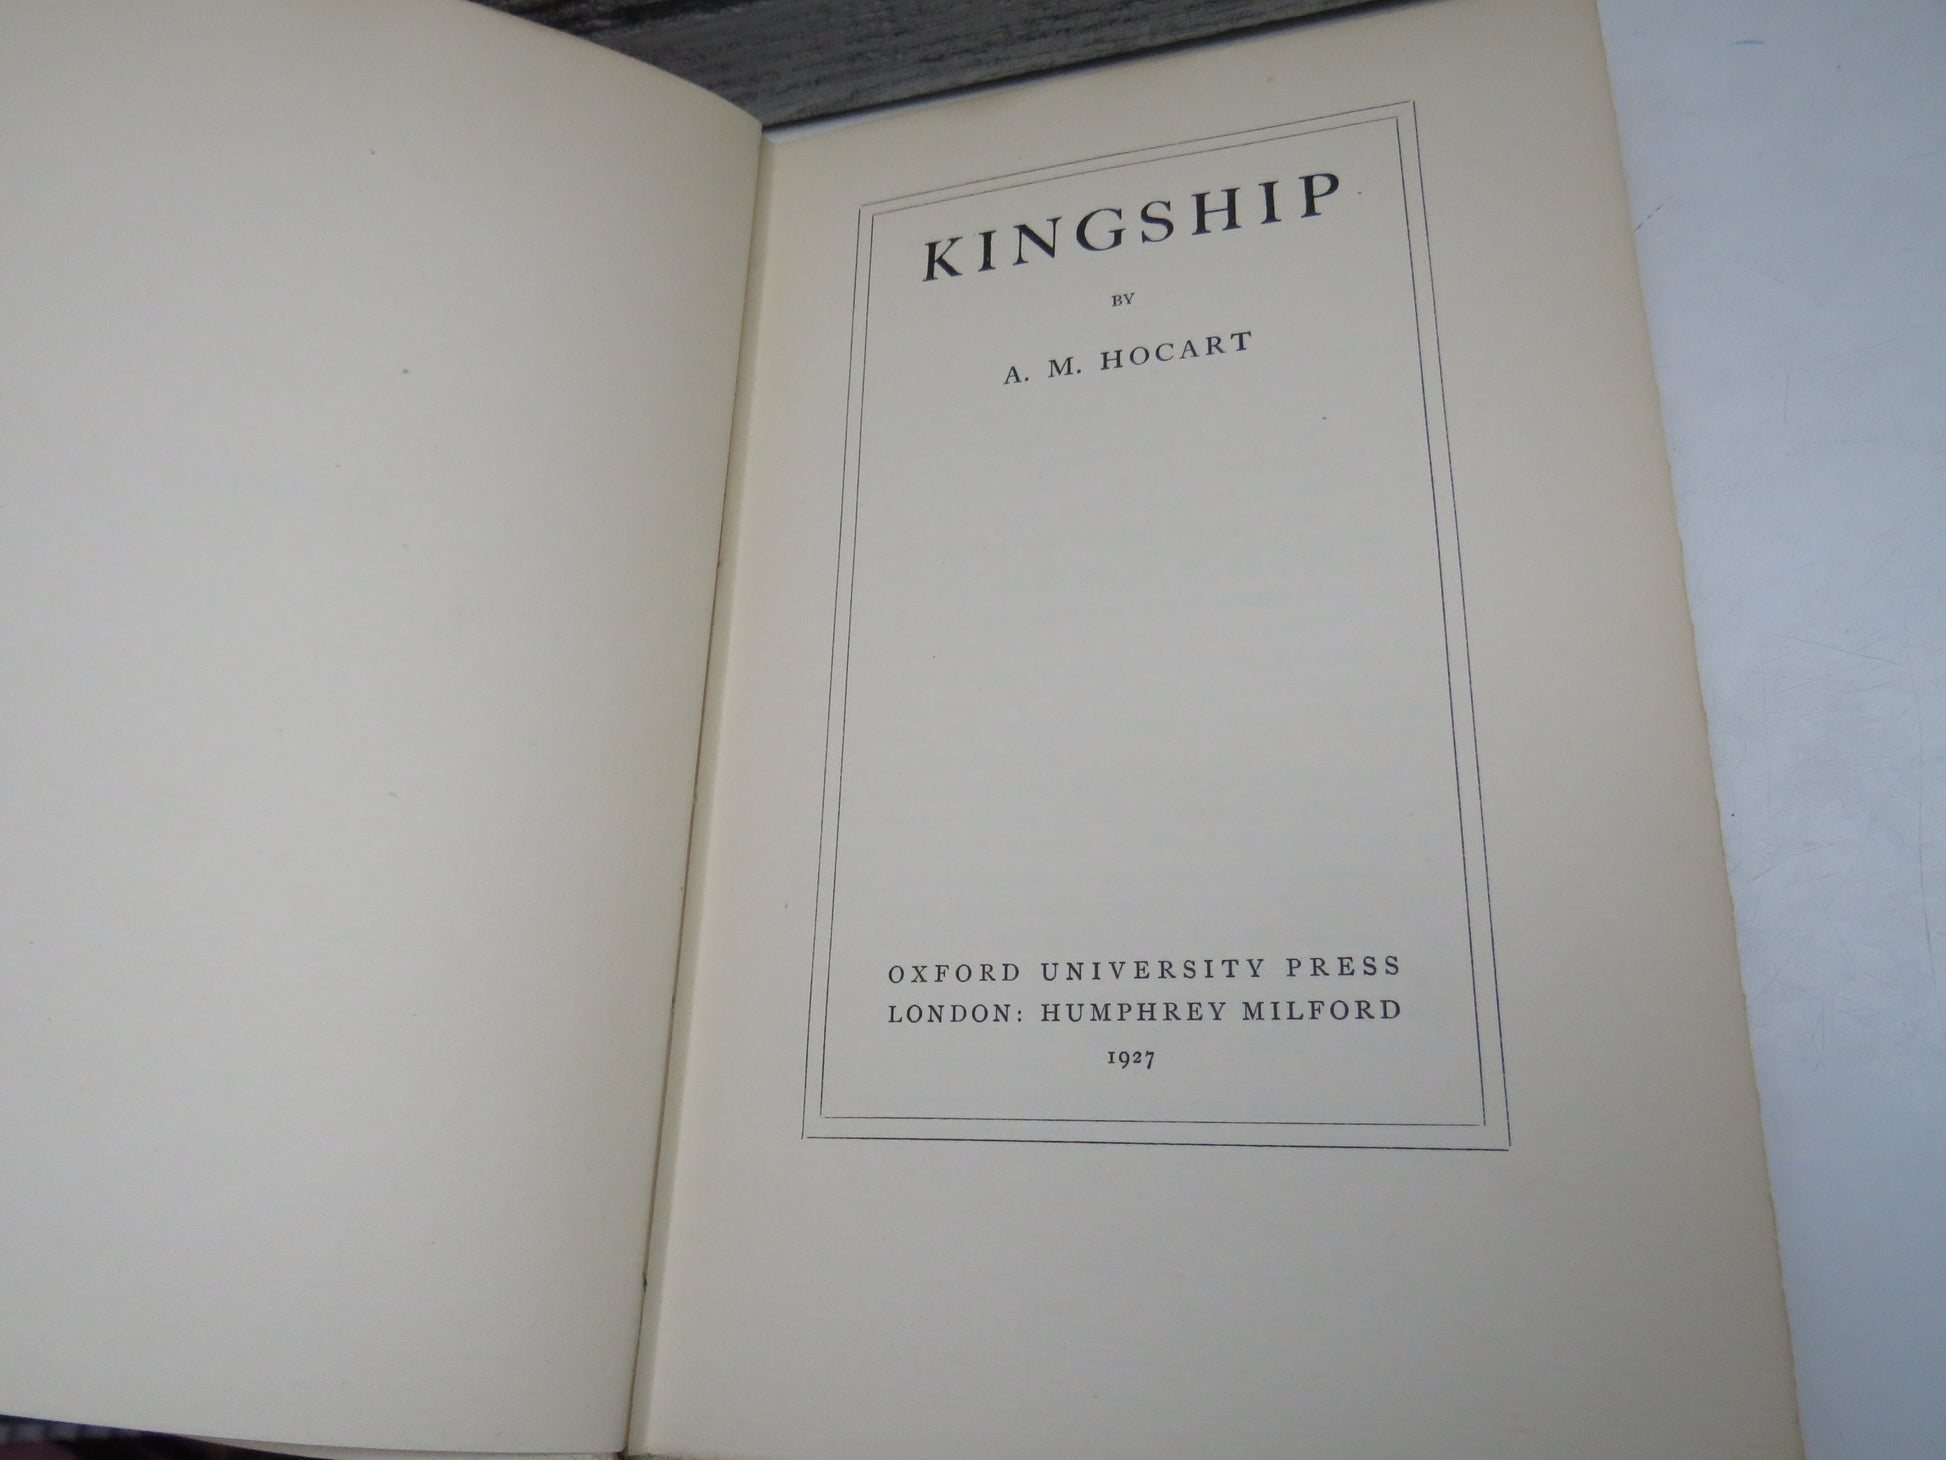 KINGSHIP
BY
A. M. HOCART
OXFORD UNIVERSITY PRESS
LONDON: HUMPHREY MILFORD
1927